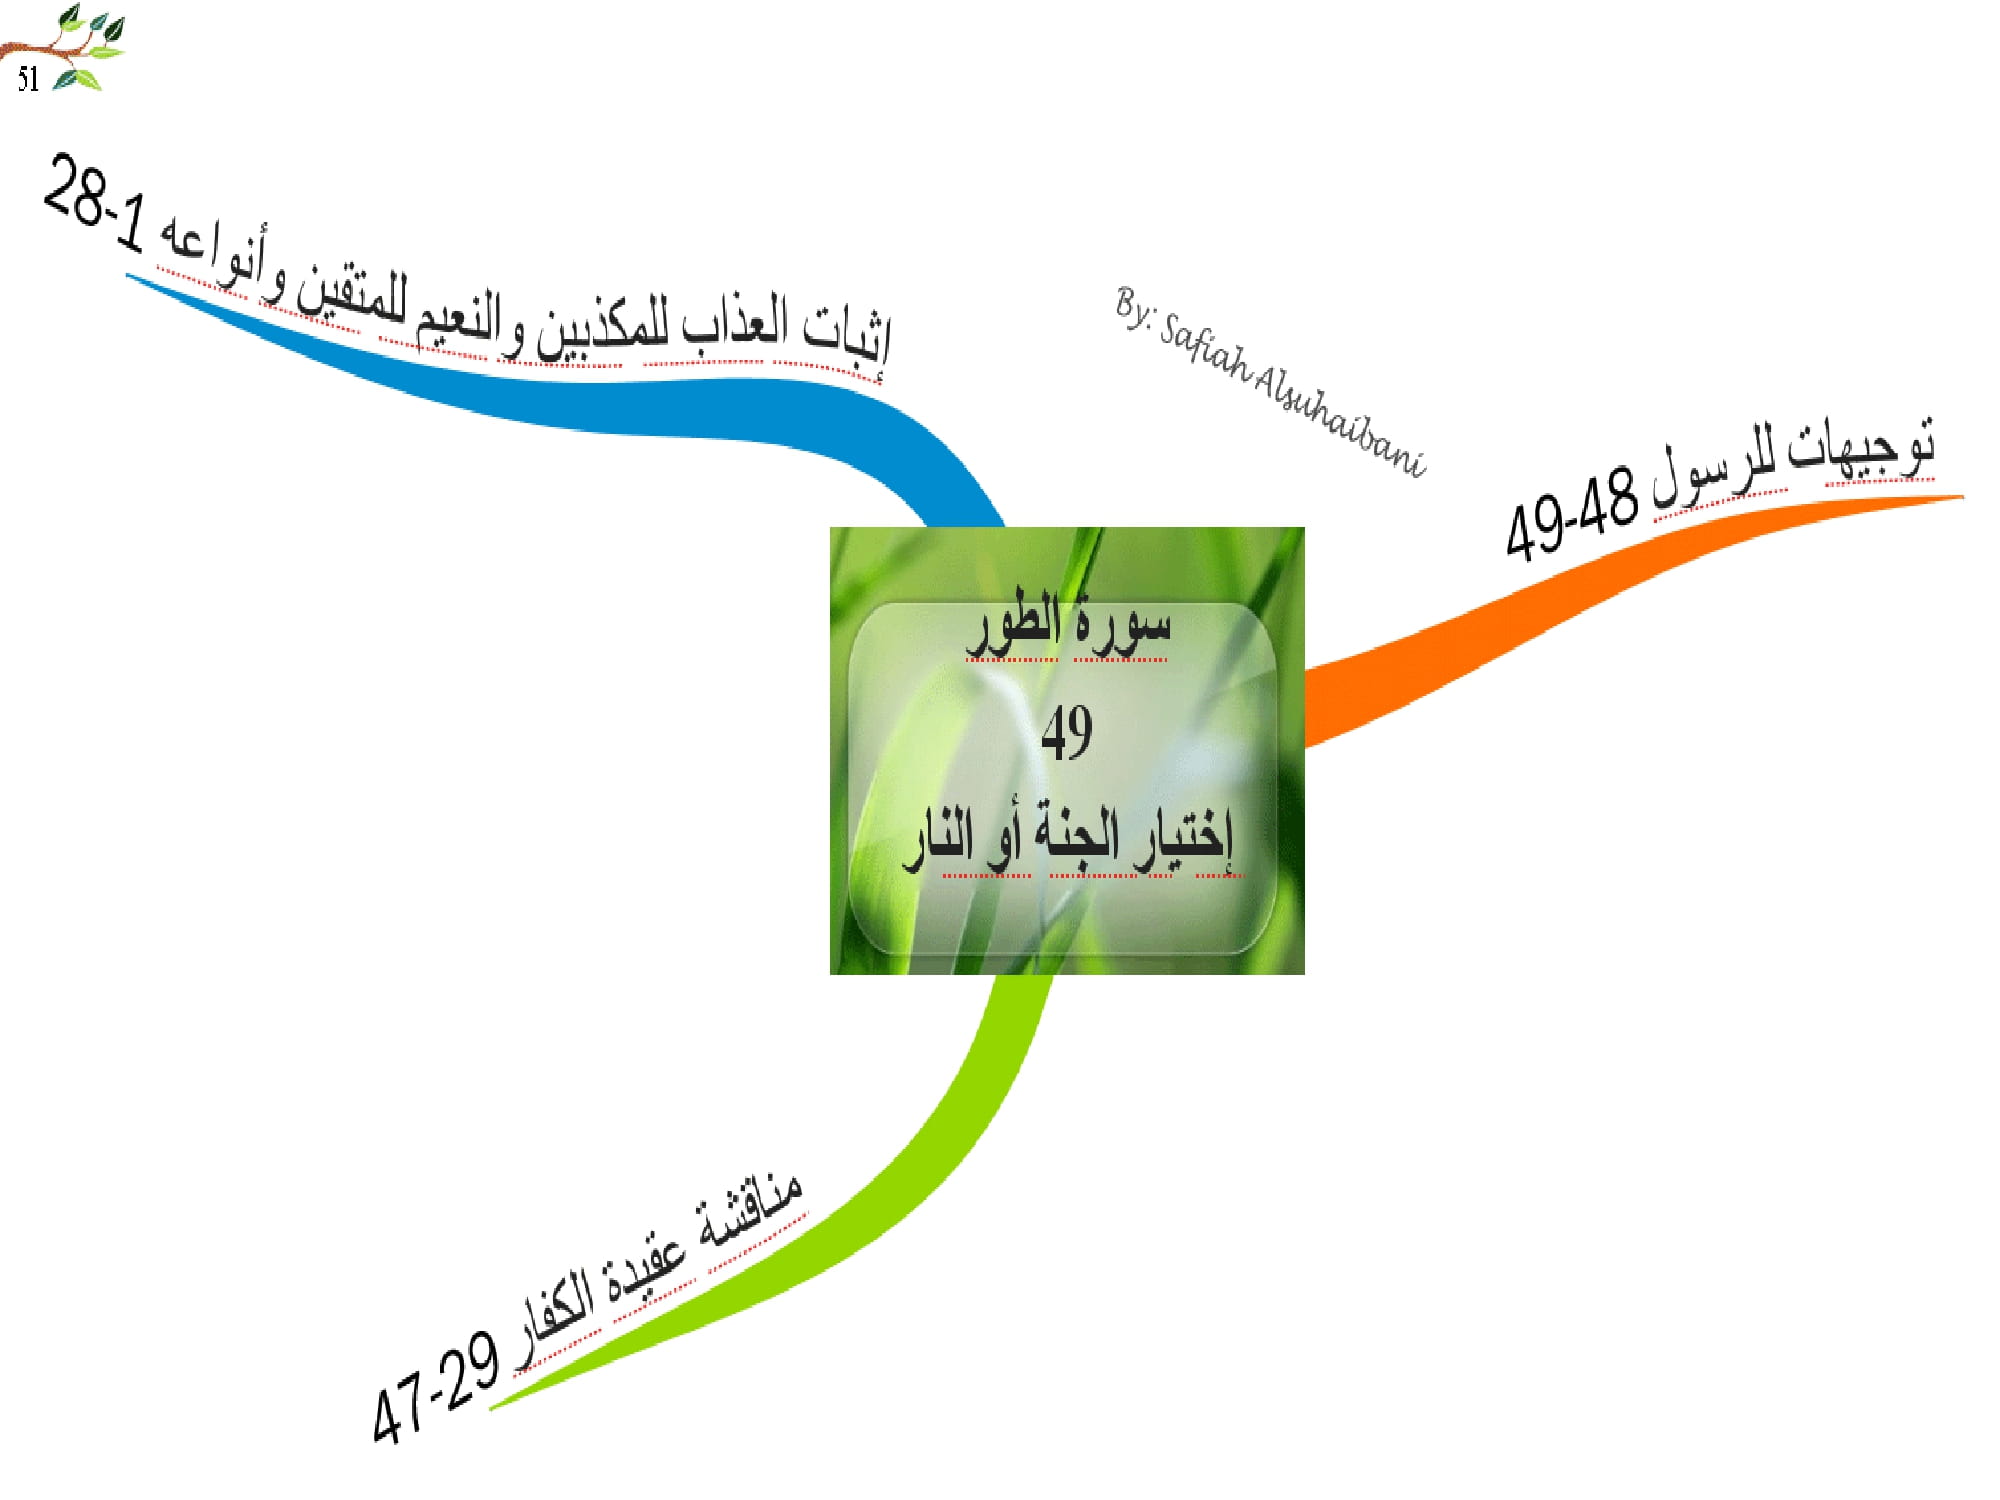 51
إثبات العذاب للمكذبين والنعيم للمتقين وأنواعه 1-28
By: Safiah Alsuhaibani
توجيهات للرسول 48-49
سورة الطور
49
إختيار الجنة أو النار
مناقشة عقيدة الكفار 29-47